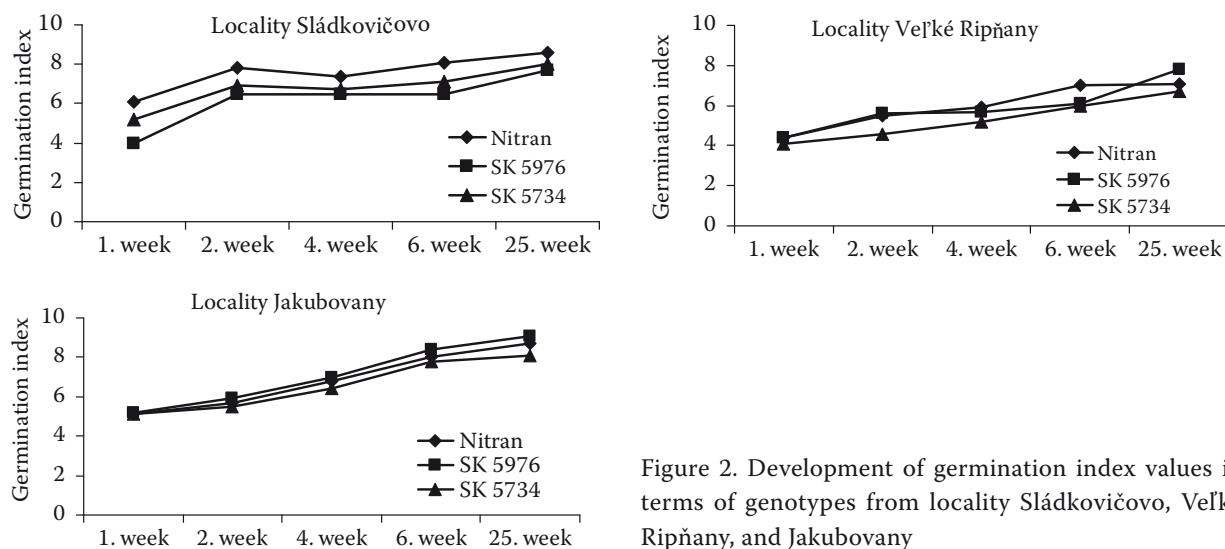 Locality Sládkovičovo
Germination index
10
8
6
4
2
0
Nitran
SK 5976
SK 5734
1. week 2. week 4. week 6. week 25. week
Locality Veľké Ripňany
Germination index
10
8
6
4
2
0
Nitran
SK 5976
SK 5734
1. week 2. week 4. week 6. week 25. week
Locality Jakubovany
Germination index
10
8
6
4
2
0
Nitran
SK 5976
SK 5734
1. week 2. week 4. week 6. week 25. week
Figure 2. Development of germination index values i
terms of genotypes from locality Sládkovičovo, Veľk
Ripňany, and Jakubovany